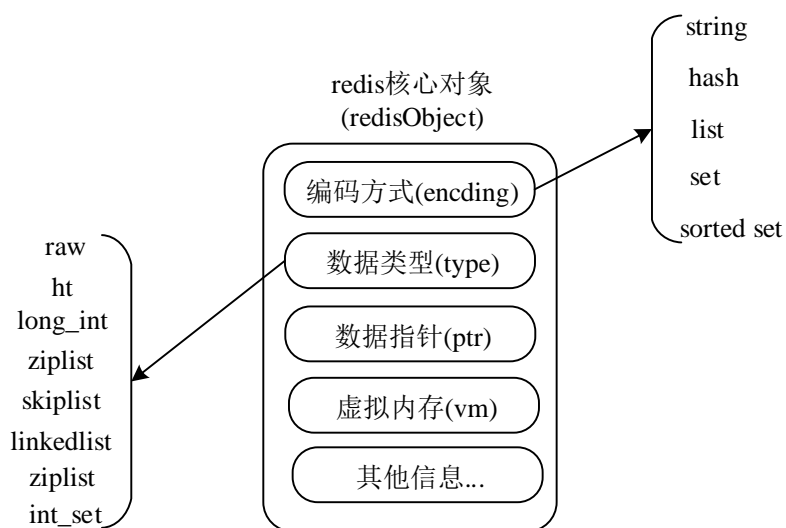 redis核心对象
(redisObject)
编码方式(encding)
数据类型(type)
数据指针(ptr)
虚拟内存(vm)
其他信息...
string
hash
list
set
sorted set
raw
ht
long_int
ziplist
skiplist
linkedlist
ziplist
int_set